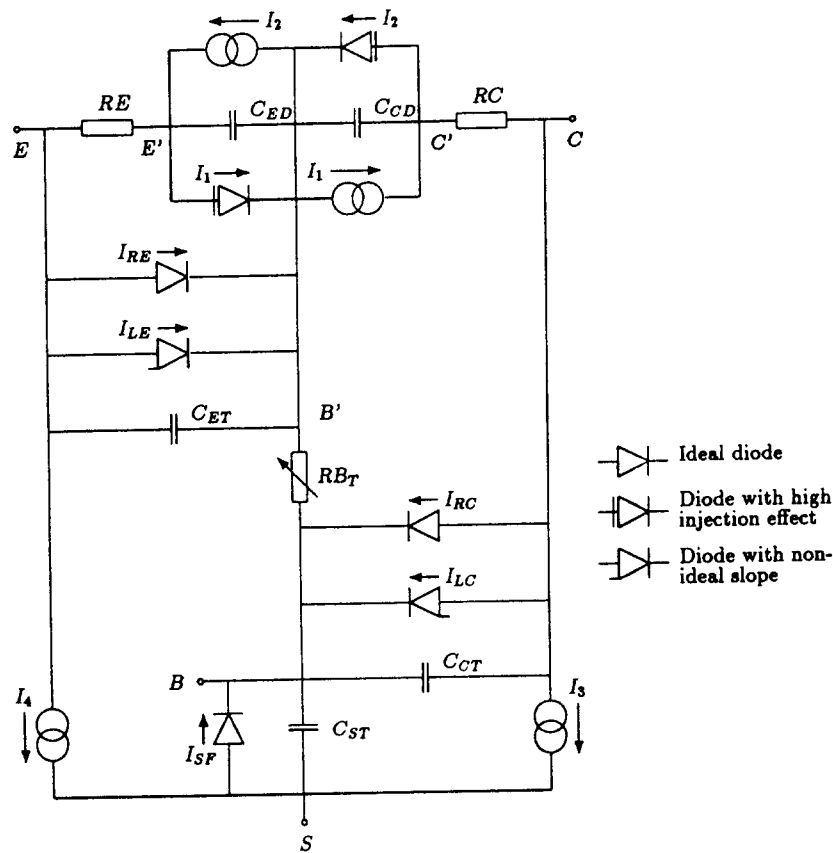 I2
I2
RE
CED
CCD
RC
E
E'
C'
C
I1
I1
IRE
ILE
CET
B'
RBT
IRC
ILC
B
CCT
I4
I3
ISF
CST
S
Ideal diode
Diode with high
injection effect
Diode with non-
ideal slope